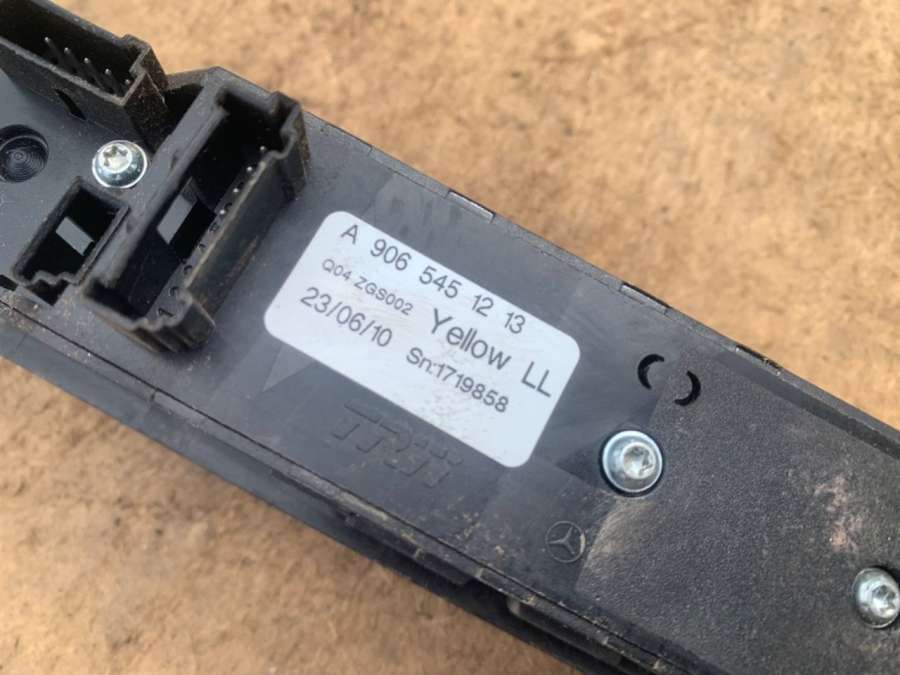 A 906 545 12 13
Q04 ZGS002 Yellow LL
23/06/10 Sn:1719858
TRW